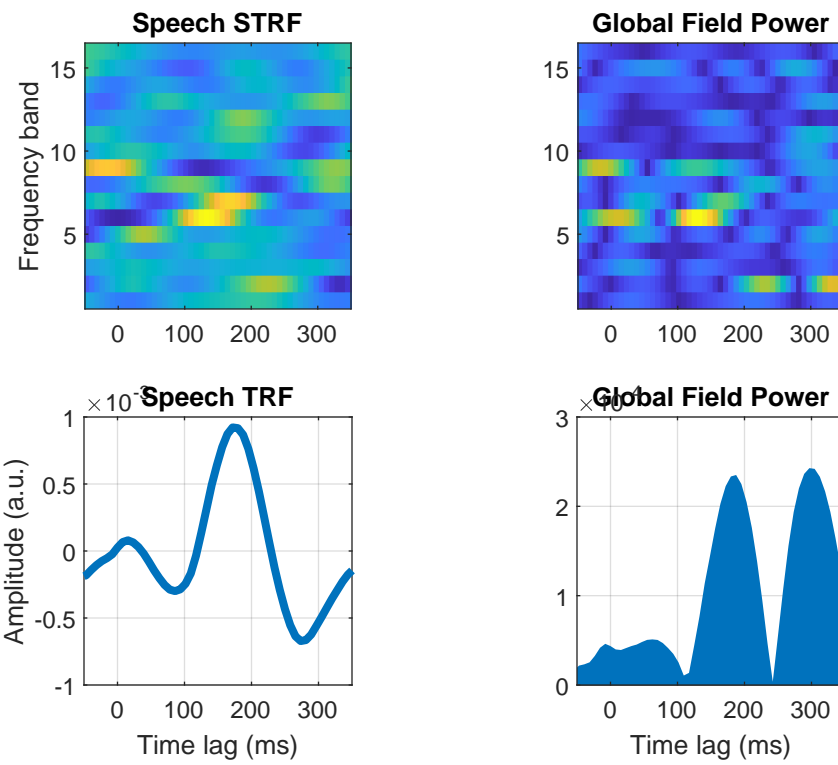 Speech STRF
Global Field Power
Frequency band
15
10
5
0 100 200 300
15
10
5
0 100 200 300
Speech TRF
Global Field Power
× 10⁻³
Amplitude (a.u.)
1
0.5
0
-0.5
-1
0 100 200 300
Time lag (ms)
× 10⁻⁴
3
2
1
0
0 100 200 300
Time lag (ms)